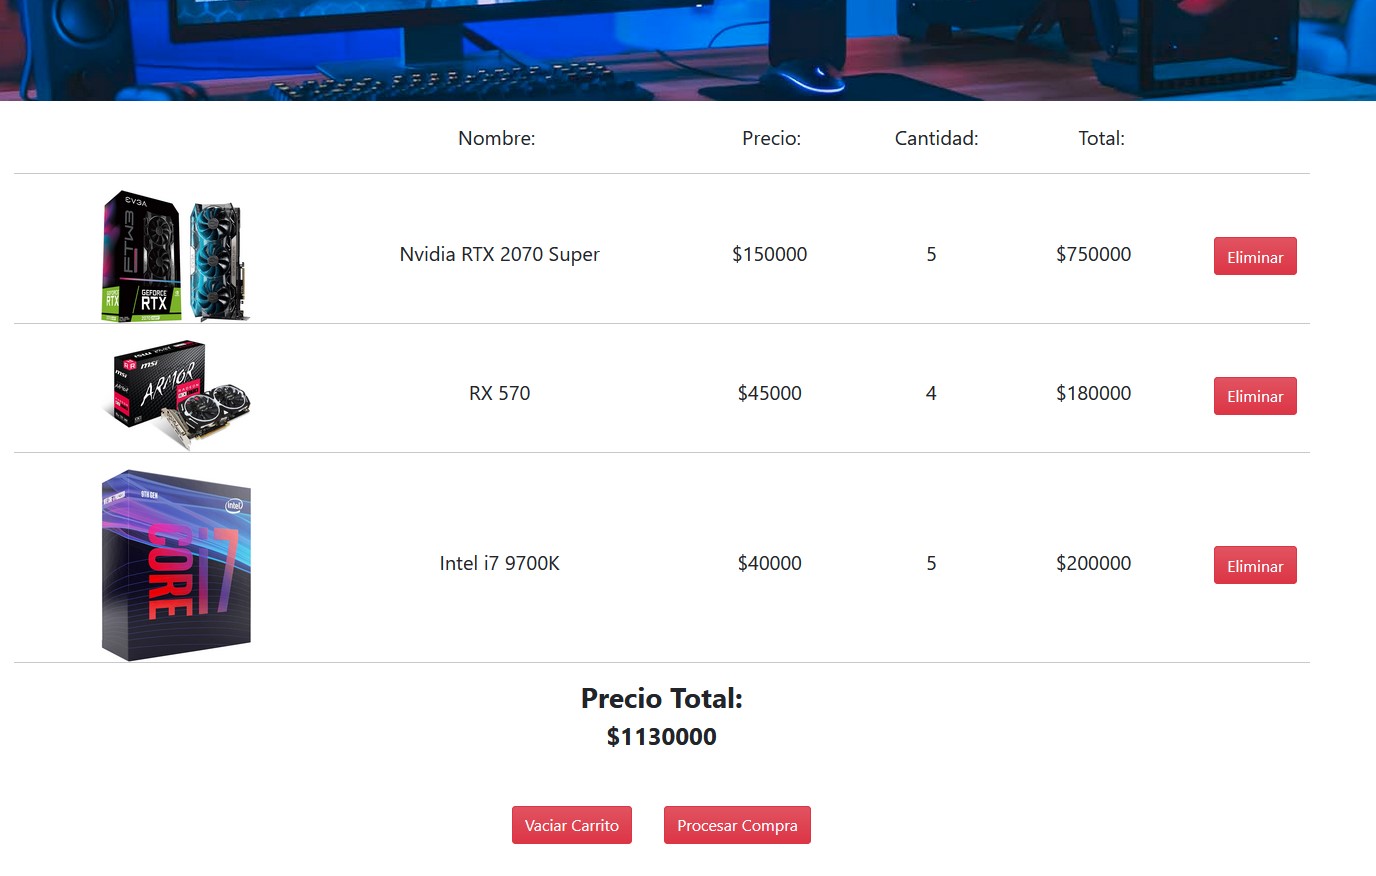 Nombre: Precio: Cantidad: Total:
EVGA
FTW3
GEFORCE
RTX
GEFORCE
RTX
Nvidia RTX 2070 Super $150000 5 $750000 Eliminar
msi
ARMOR
RX 570 $45000 4 $180000 Eliminar
9TH GEN
intel
CORE i7
Intel i7 9700K $40000 5 $200000 Eliminar
Precio Total:
$1130000
Vaciar Carrito Procesar Compra